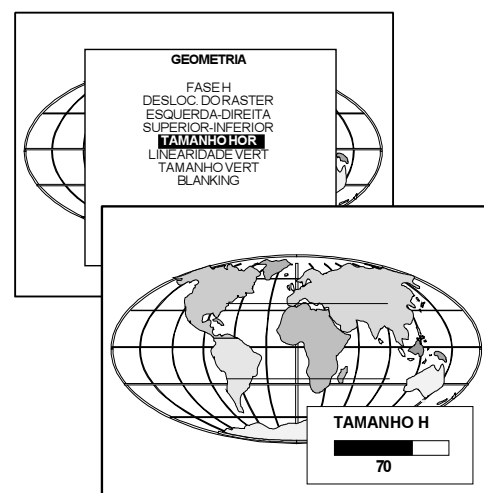 GEOMETRIA
FASE H
DESLOC. DO RASTER
ESQUERDA-DIREITA
SUPERIOR-INFERIOR
TAMANHO HOR
LINEARIDADE VERT
TAMANHO VERT
BLANKING
TAMANHO H
70